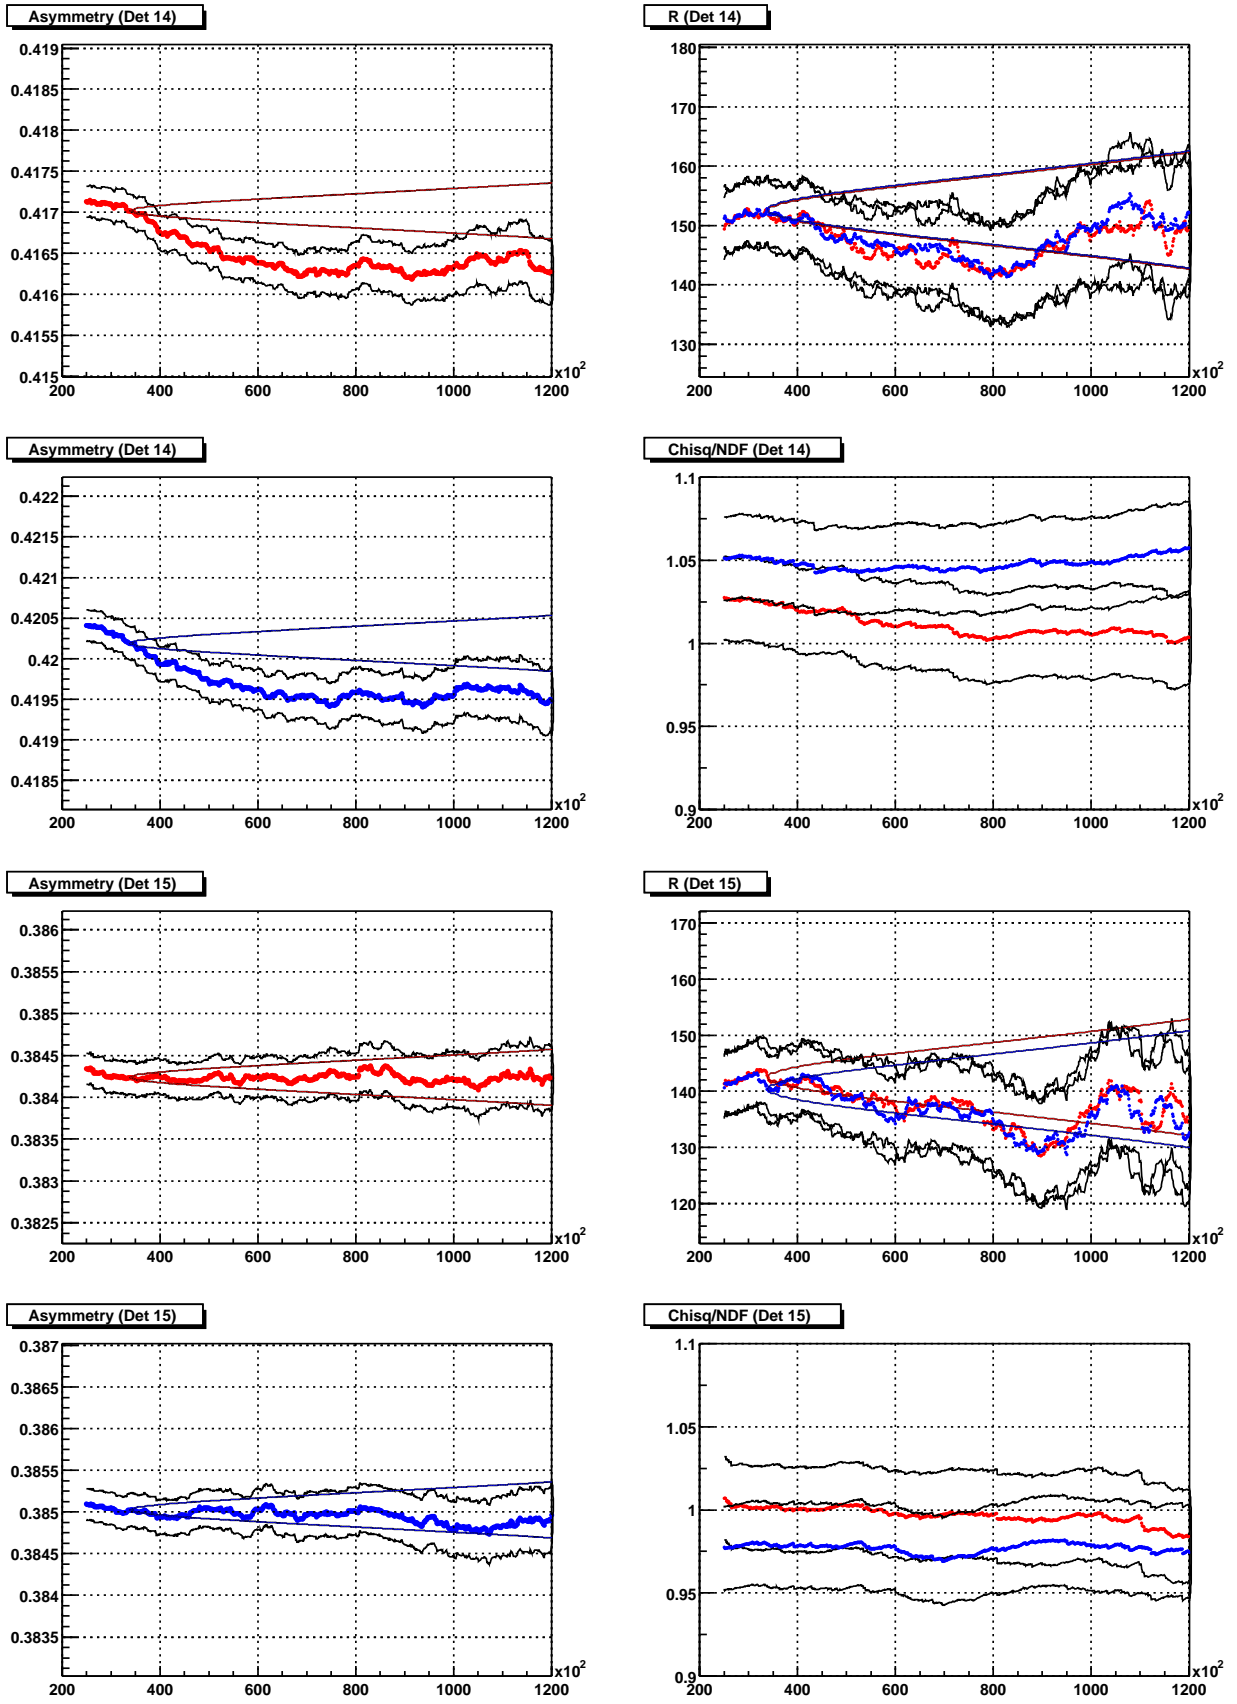 Asymmetry (Det 14)
0.419
0.4185
0.418
0.4175
0.417
0.4165
0.416
0.4155
0.415
200 400 600 800 1000 1200
x10²
R (Det 14)
180
170
160
150
140
130
200 400 600 800 1000 1200
x10²
Asymmetry (Det 14)
0.422
0.4215
0.421
0.4205
0.42
0.4195
0.419
0.4185
200 400 600 800 1000 1200
x10²
Chisq/NDF (Det 14)
1.1
1.05
1
0.95
0.9
200 400 600 800 1000 1200
x10²
Asymmetry (Det 15)
0.386
0.3855
0.385
0.3845
0.384
0.3835
0.383
0.3825
200 400 600 800 1000 1200
x10²
R (Det 15)
170
160
150
140
130
120
200 400 600 800 1000 1200
x10²
Asymmetry (Det 15)
0.387
0.3865
0.386
0.3855
0.385
0.3845
0.384
0.3835
200 400 600 800 1000 1200
x10²
Chisq/NDF (Det 15)
1.1
1.05
1
0.95
0.9
200 400 600 800 1000 1200
x10²